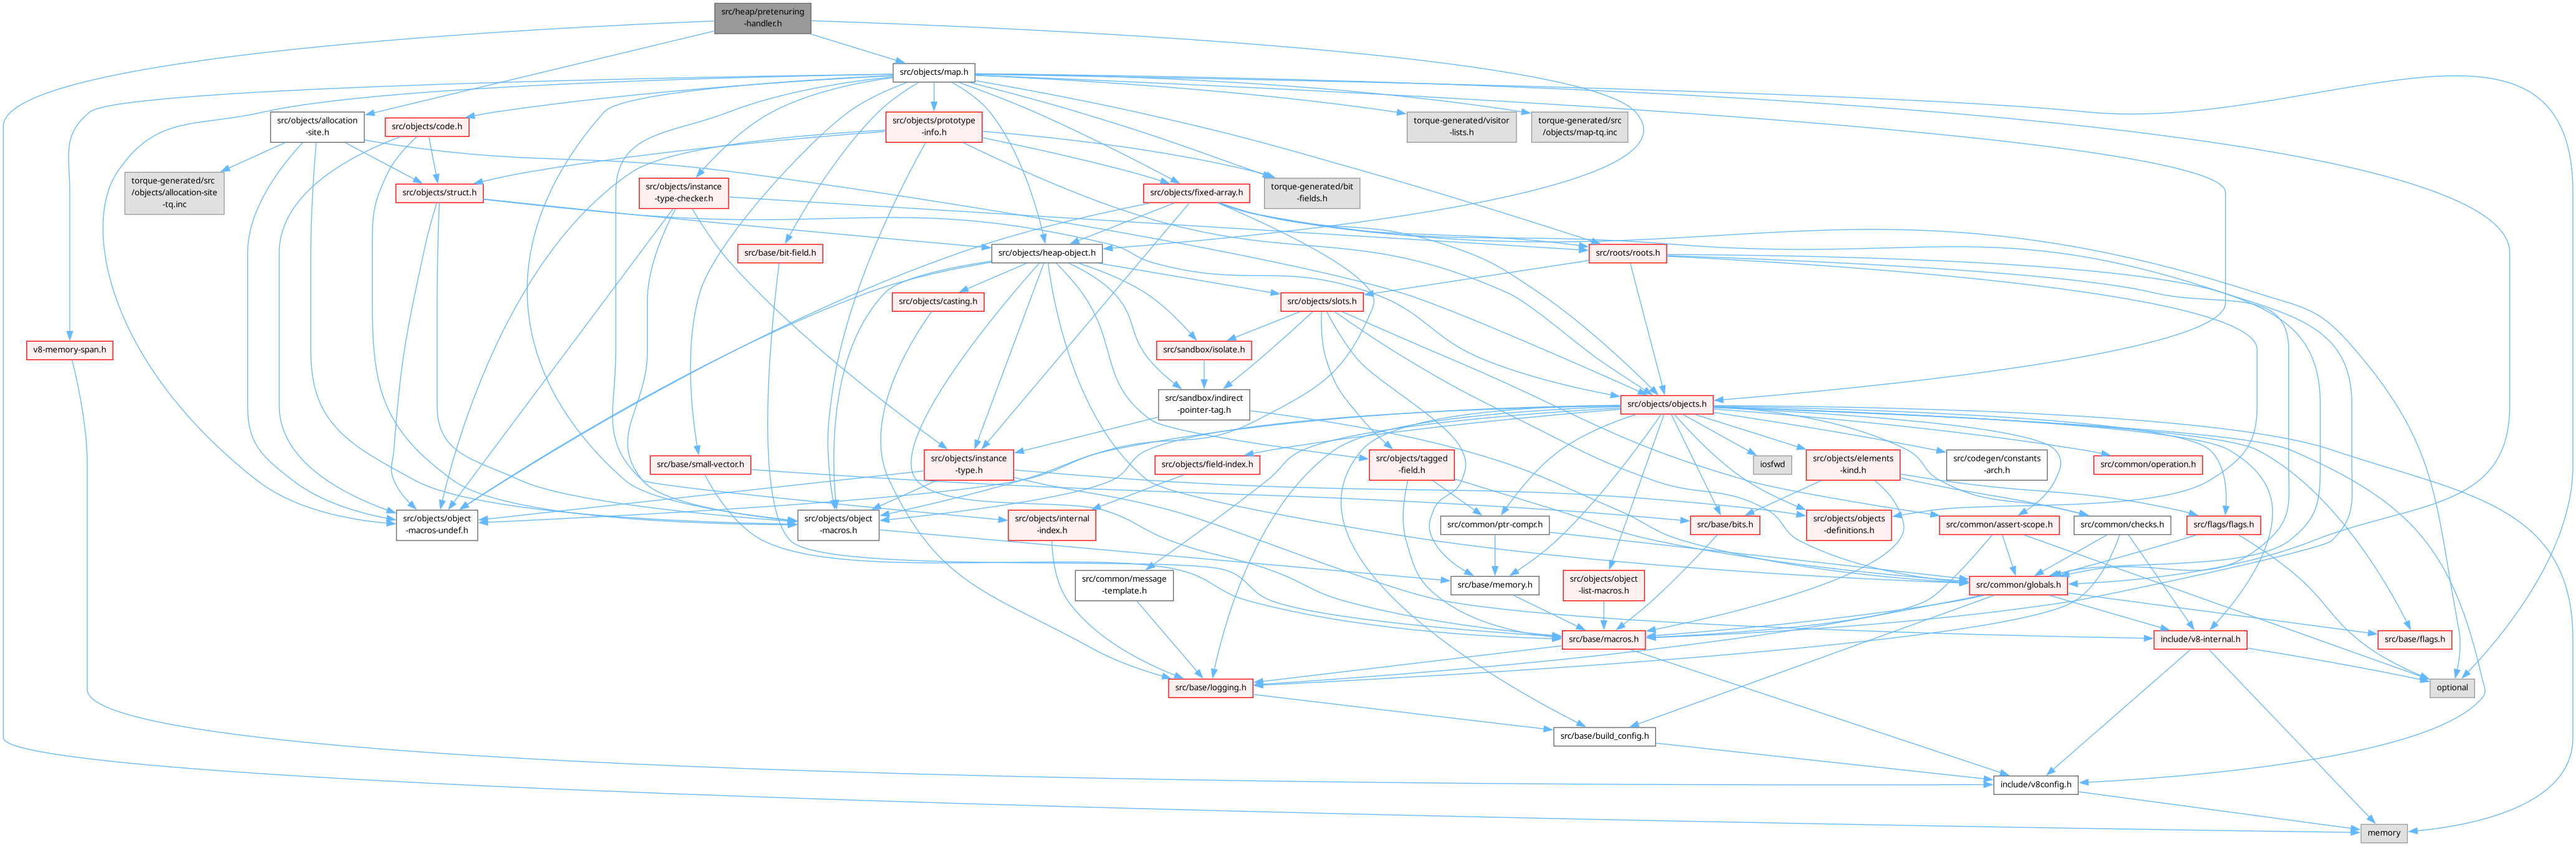 src/heap/pretenuring
-handler.h
src/objects/map.h
src/objects/allocation
-site.h
src/objects/code.h
src/objects/prototype
-info.h
torque-generated/visitor
-lists.h
torque-generated/src
/objects/map-tq.inc
torque-generated/src
/objects/allocation-site
-tq.inc
src/objects/struct.h
src/objects/instance
-type-checker.h
src/objects/fixed-array.h
torque-generated/bit
-fields.h
src/base/bit-field.h
src/objects/heap-object.h
src/roots/roots.h
src/objects/casting.h
src/objects/slots.h
v8-memory-span.h
src/sandbox/isolate.h
src/sandbox/indirect
-pointer-tag.h
src/objects/objects.h
src/base/small-vector.h
src/objects/instance
-type.h
src/objects/field-index.h
src/objects/tagged
-field.h
iosfwd
src/objects/elements
-kind.h
src/codegen/constants
-arch.h
src/common/operation.h
src/objects/object
-macros-undef.h
src/objects/object
-macros.h
src/objects/internal
-index.h
src/common/ptr-compr.h
src/base/bits.h
src/objects/objects
-definitions.h
src/common/assert-scope.h
src/common/checks.h
src/flags/flags.h
src/common/message
-template.h
src/base/memory.h
src/objects/object
-list-macros.h
src/common/globals.h
src/base/macros.h
include/v8-internal.h
src/base/flags.h
src/base/logging.h
optional
src/base/build_config.h
include/v8config.h
memory